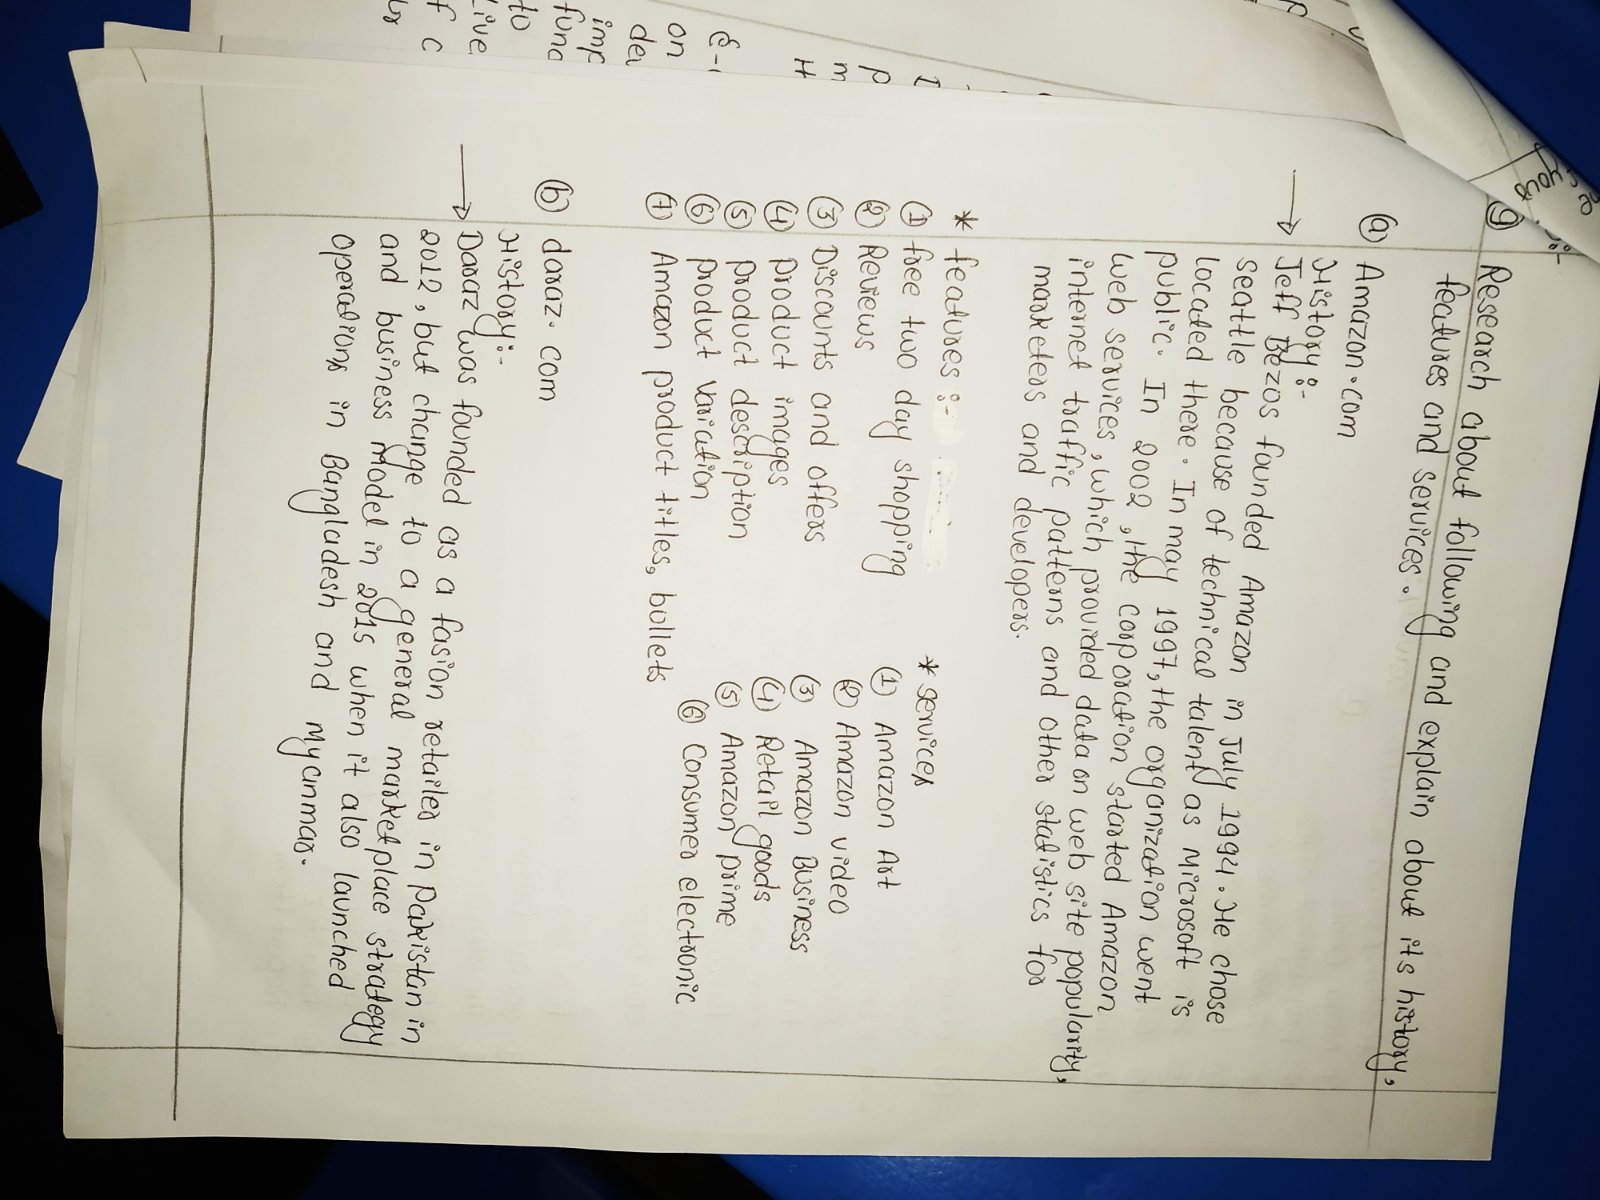 9 Research about following and explain about its history,
features and services.
a Amazon.com
History :-
→ Jeff Bezos founded Amazon in July 1994. He chose
seattle because of technical talent as Microsoft is
located there. In may 1997, the organization went
public. In 2002, the corporation started Amazon
web services, which provided data on web site popularity,
internet traffic patterns and other statistics for
marketers and developers.
* features :-
1 free two day shopping
2 Reviews
3 Discounts and offers
4 product images
5 product description
6 product variation
7 Amazon product titles, bullets
* services
1 Amazon Art
2 Amazon video
3 Amazon Business
4 Retail goods
5 Amazon prime
6 Consumer electronic
b daraz. com
History:-
→ Daraz was founded as a fasion retailer in Pakistan in
2012, but change to a general marketplace strategy
and business model in 2015 when it also launched
operations in Bangladesh and Myanmar.
your
E-
on
dev
imp
func
to
Live
f c